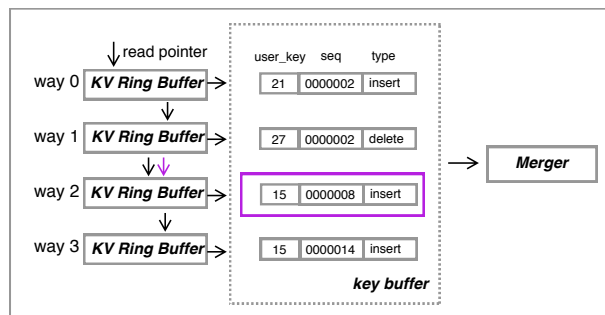 read pointer
user_key seq type
way 0 KV Ring Buffer 21 0000002 insert
way 1 KV Ring Buffer 27 0000002 delete
Merger
way 2 KV Ring Buffer 15 0000008 insert
way 3 KV Ring Buffer 15 0000014 insert
key buffer